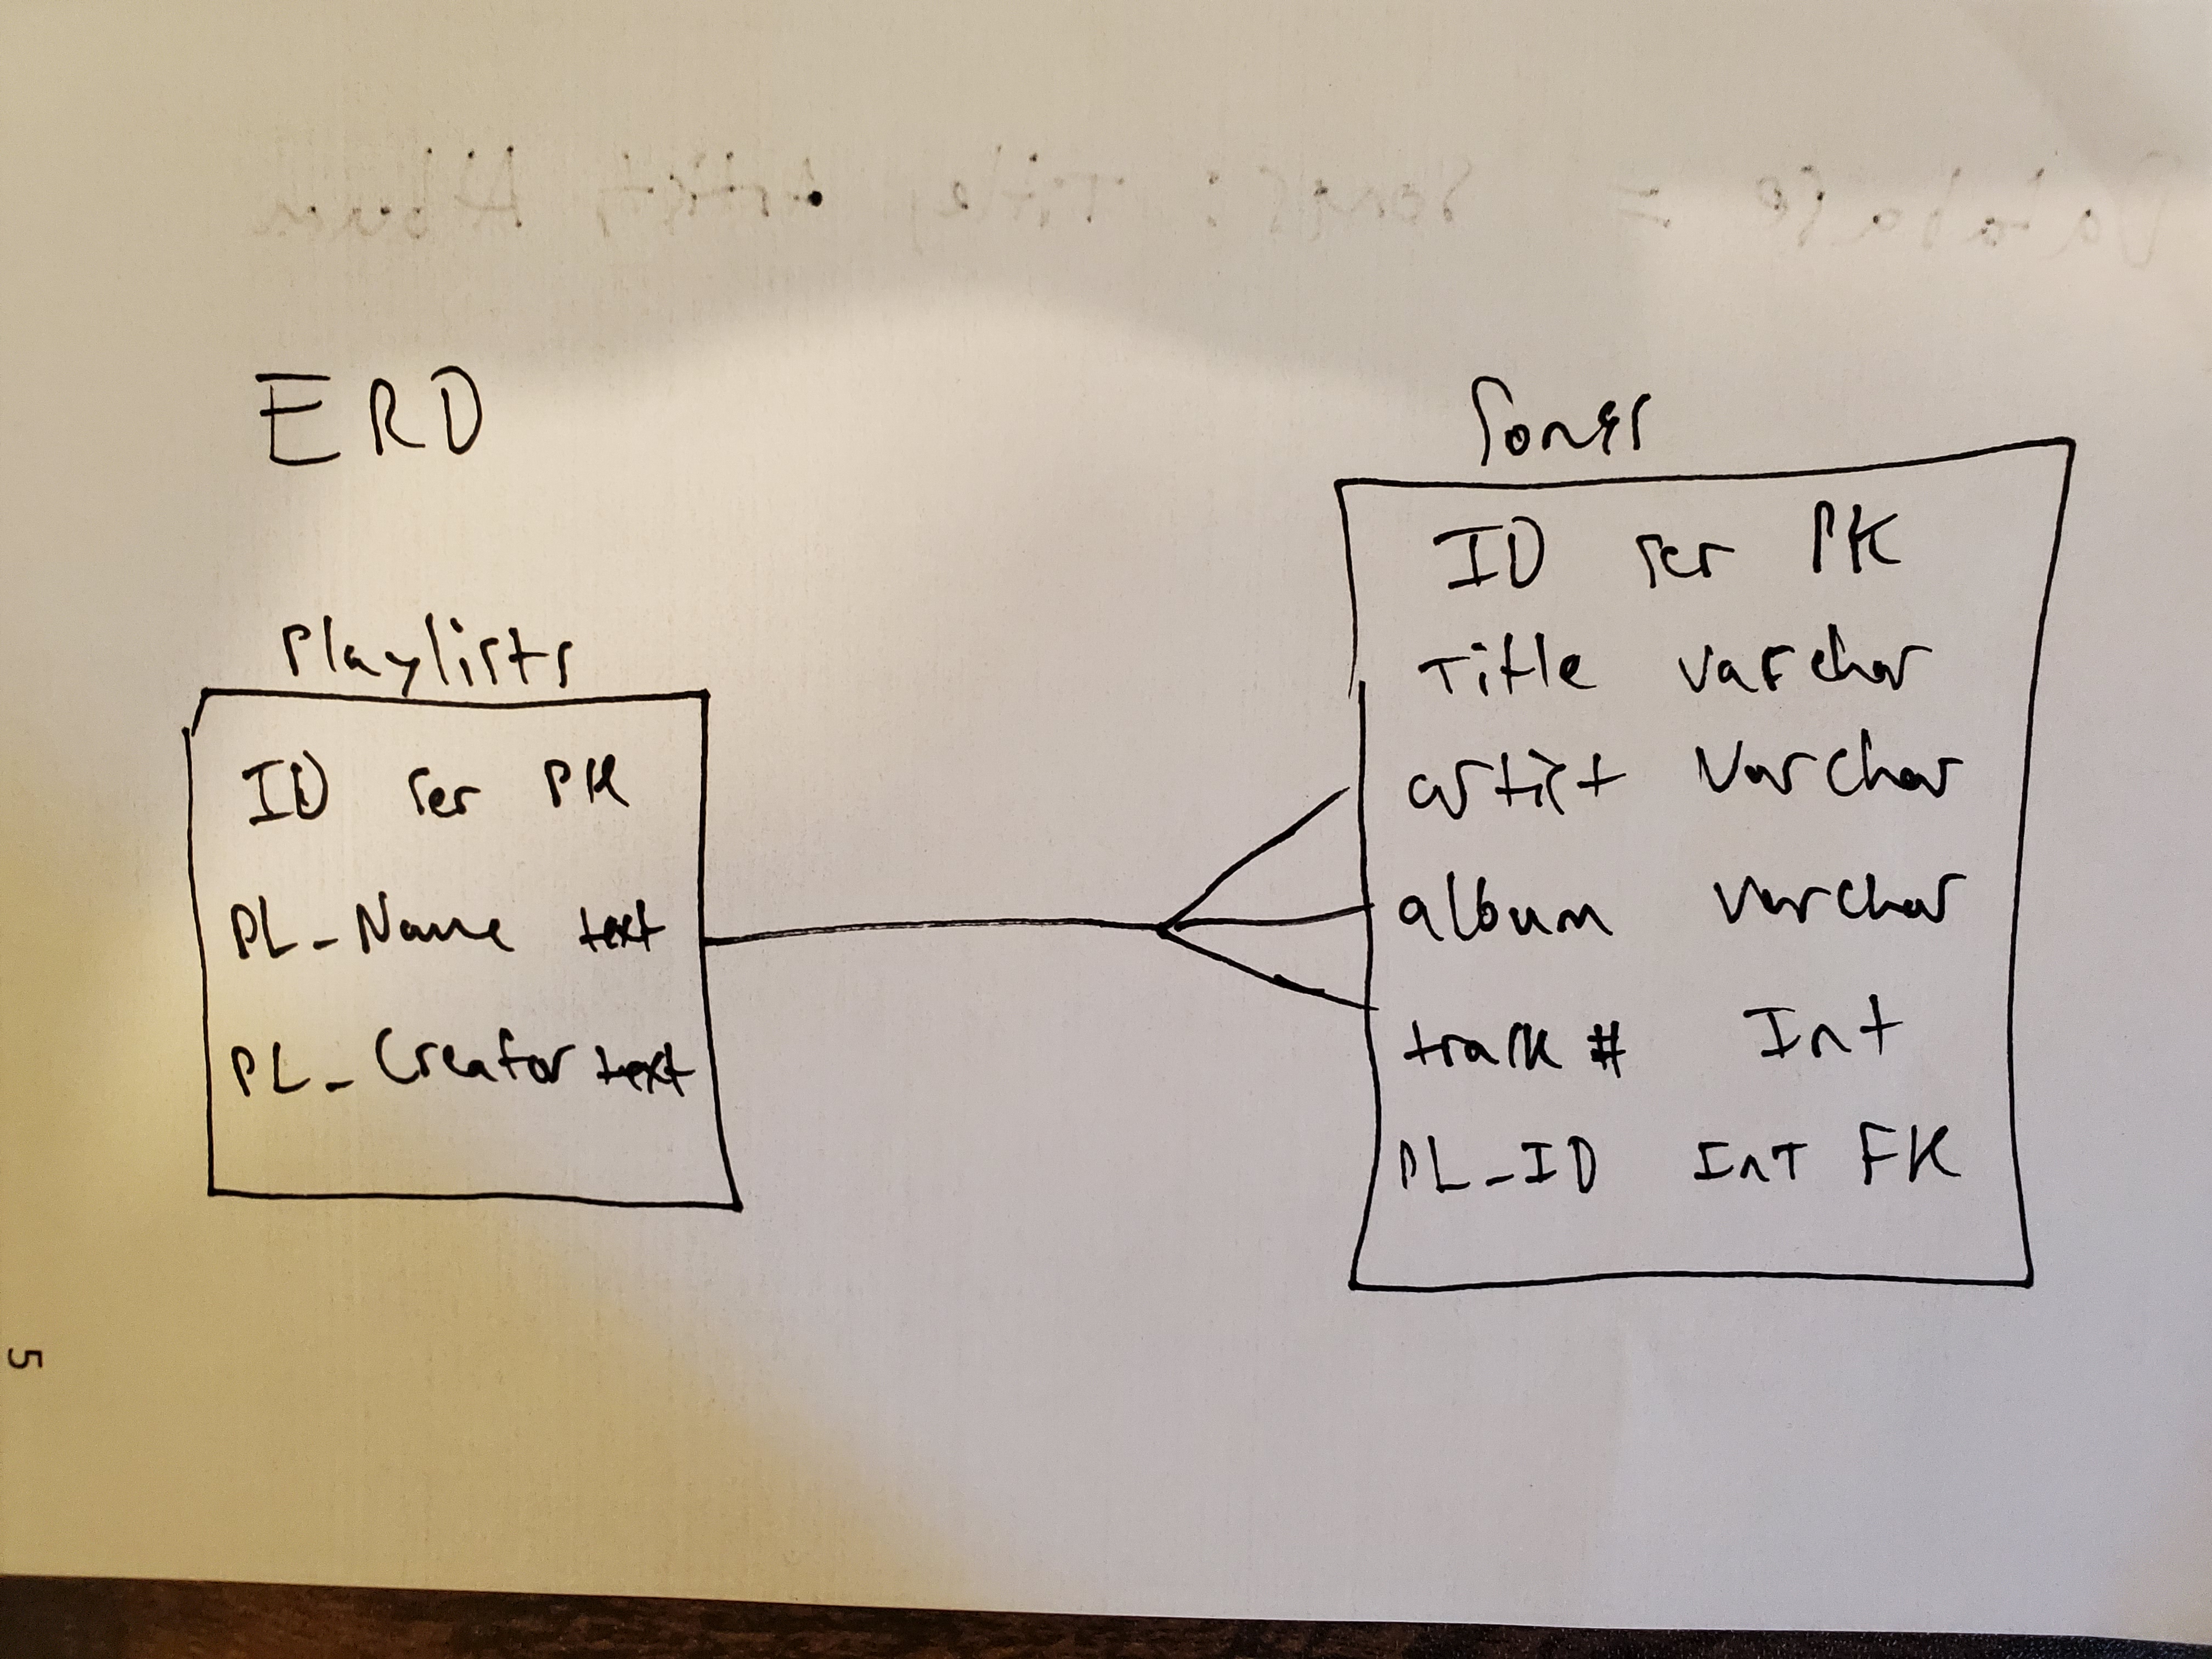 ERD
Playlists
ID Ser PK
PL_Name text
PL_Creator text
Songs
ID Ser PK
Title Varchar
artist Varchar
album Varchar
track # Int
PL_ID Int FK
5